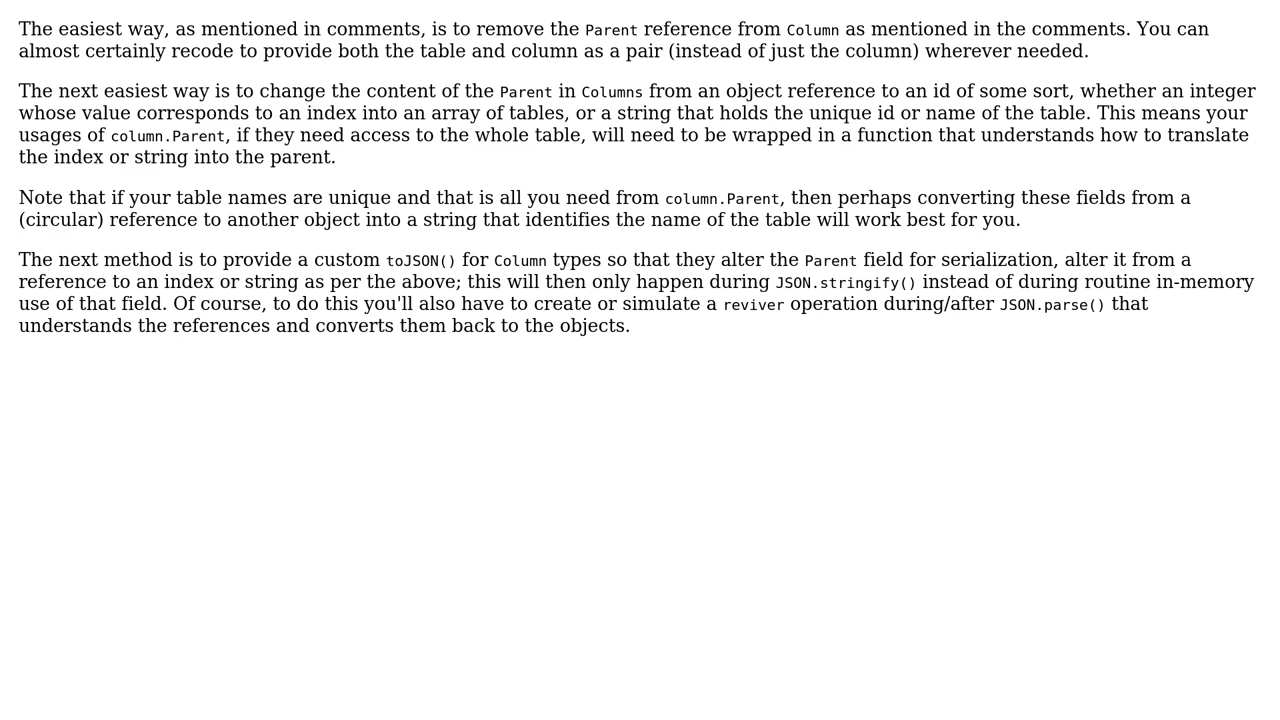 The easiest way, as mentioned in comments, is to remove the Parent reference from Column as mentioned in the comments. You can
almost certainly recode to provide both the table and column as a pair (instead of just the column) wherever needed.
The next easiest way is to change the content of the Parent in Columns from an object reference to an id of some sort, whether an integer
whose value corresponds to an index into an array of tables, or a string that holds the unique id or name of the table. This means your
usages of column.Parent, if they need access to the whole table, will need to be wrapped in a function that understands how to translate
the index or string into the parent.
Note that if your table names are unique and that is all you need from column.Parent, then perhaps converting these fields from a
(circular) reference to another object into a string that identifies the name of the table will work best for you.
The next method is to provide a custom toJSON() for Column types so that they alter the Parent field for serialization, alter it from a
reference to an index or string as per the above; this will then only happen during JSON.stringify() instead of during routine in-memory
use of that field. Of course, to do this you'll also have to create or simulate a reviver operation during/after JSON.parse() that
understands the references and converts them back to the objects.